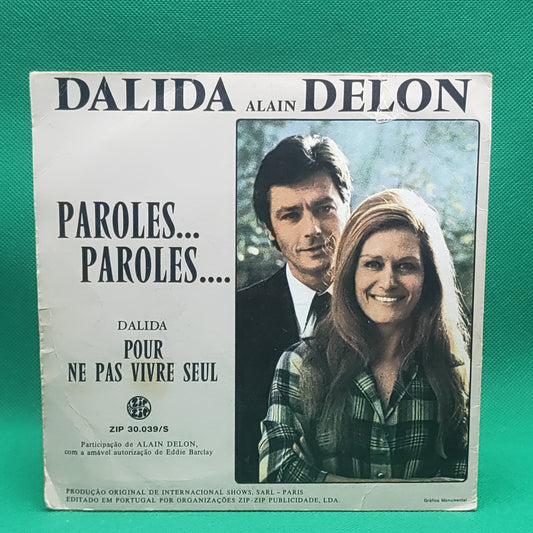 DALIDA ALAIN DELON
PAROLES...
PAROLES....
DALIDA
POUR
NE PAS VIVRE SEUL
ZIP ZIP
ZIP 30.039/S
Participação de ALAIN DELON,
com a amável autorização de Eddie Barclay
PRODUÇÃO ORIGINAL DE INTERNACIONAL SHOWS, SARL - PARIS
EDITADO EM PORTUGAL POR ORGANIZAÇÕES ZIP-ZIP PUBLICIDADE, LDA.
Gráfica Monumental